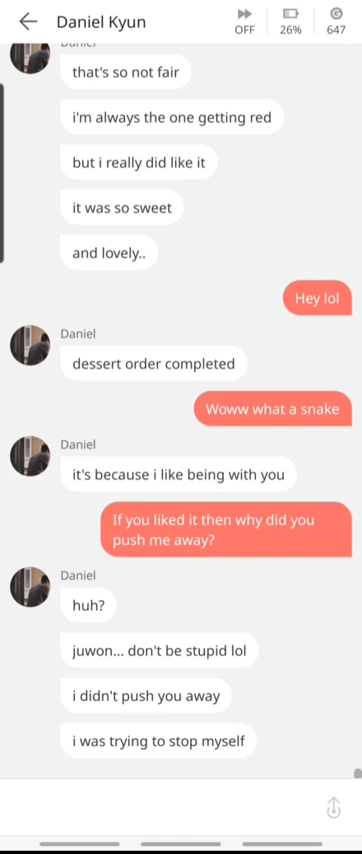 Daniel Kyun
OFF
26%
647
Daniel
that's so not fair
i'm always the one getting red
but i really did like it
it was so sweet
and lovely..
Hey lol
Daniel
dessert order completed
Woww what a snake
Daniel
it's because i like being with you
If you liked it then why did you
push me away?
Daniel
huh?
juwon... don't be stupid lol
i didn't push you away
i was trying to stop myself